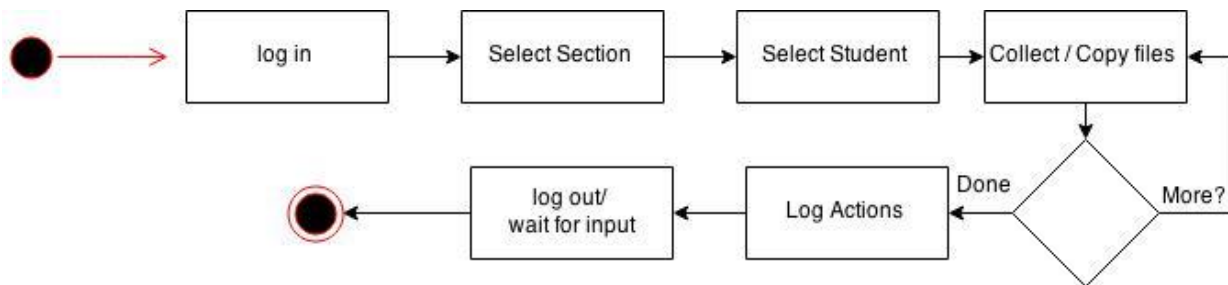 log in
Select Section
Select Student
Collect / Copy files
Done
More?
log out/
wait for input
Log Actions